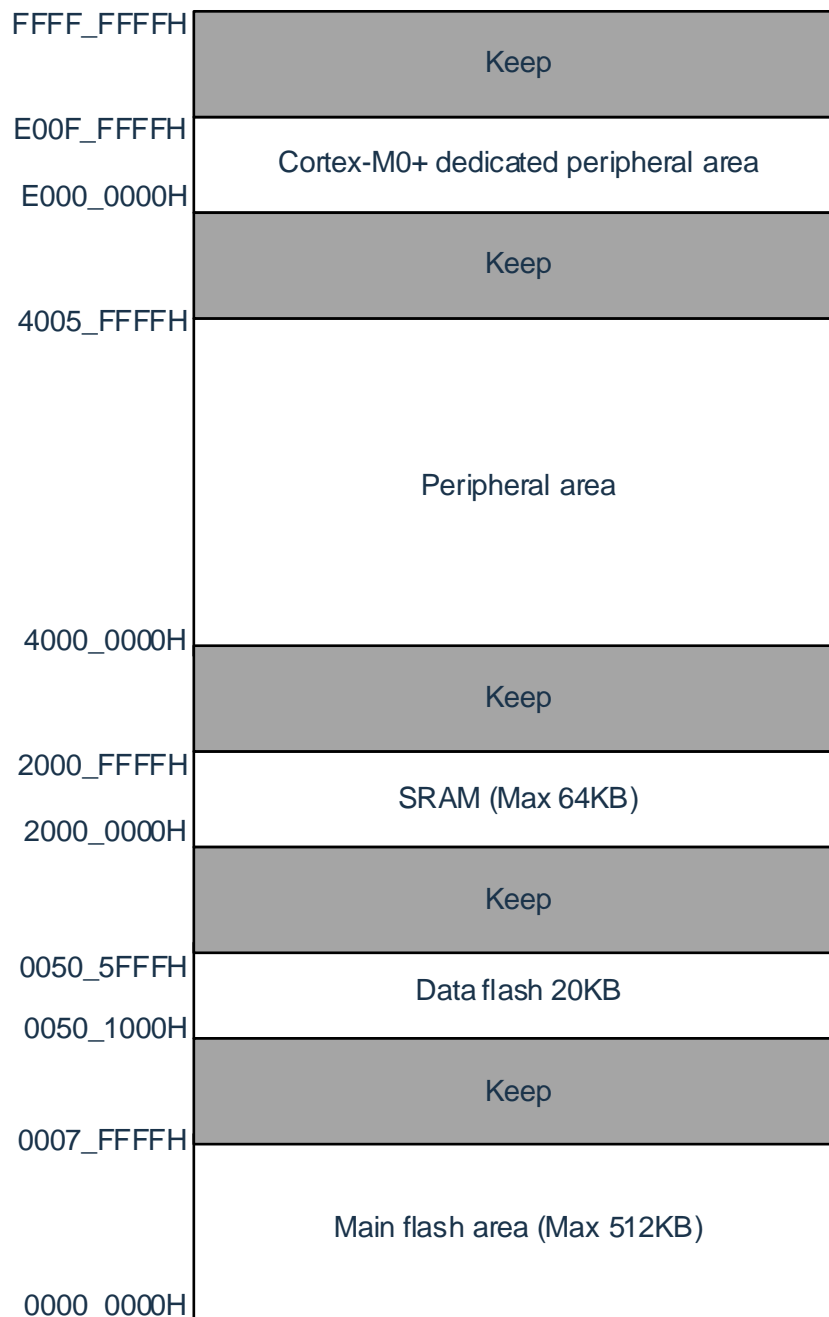 FFFF_FFFFH
Keep
E00F_FFFFH
Cortex-M0+ dedicated peripheral area
E000_0000H
Keep
4005_FFFFH
Peripheral area
4000_0000H
Keep
2000_FFFFH
SRAM (Max 64KB)
2000_0000H
Keep
0050_5FFFH
Data flash 20KB
0050_1000H
Keep
0007_FFFFH
Main flash area (Max 512KB)
0000_0000H